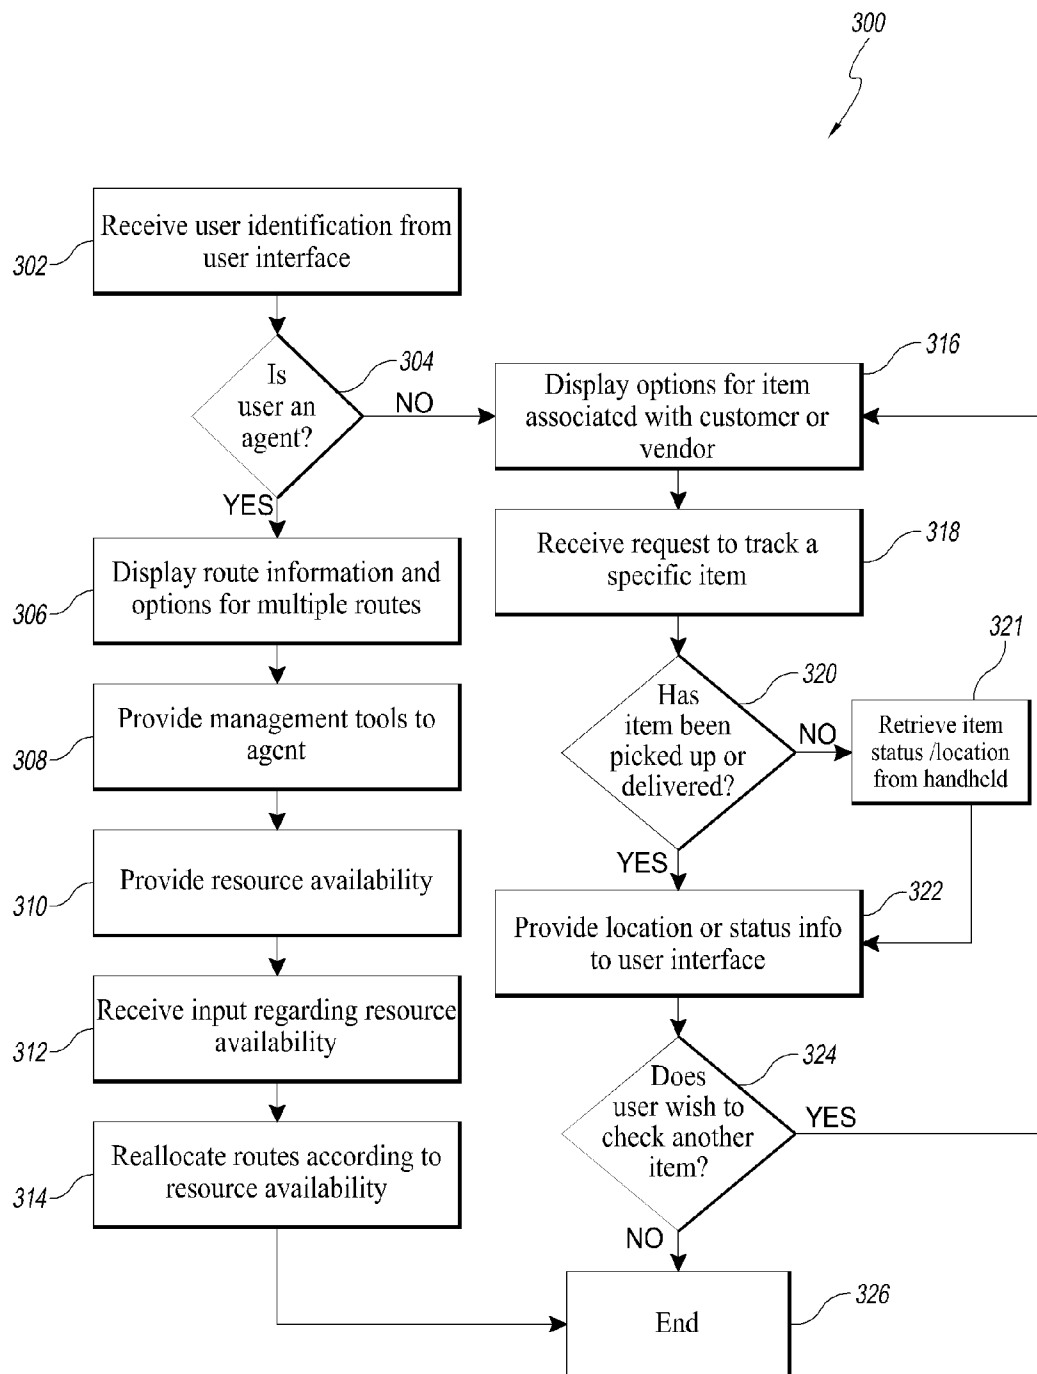 300
Receive user identification from
user interface
302
Is
user an
agent?
304
NO
YES
Display route information and
options for multiple routes
306
Provide management tools to
agent
308
Provide resource availability
310
Receive input regarding resource
availability
312
Reallocate routes according to
resource availability
314
Display options for item
associated with customer or
vendor
316
Receive request to track a
specific item
318
Has
item been
picked up or
delivered?
320
NO
321
Retrieve item
status /location
from handheld
YES
Provide location or status info
to user interface
322
Does
user wish to
check another
item?
324
YES
NO
End
326